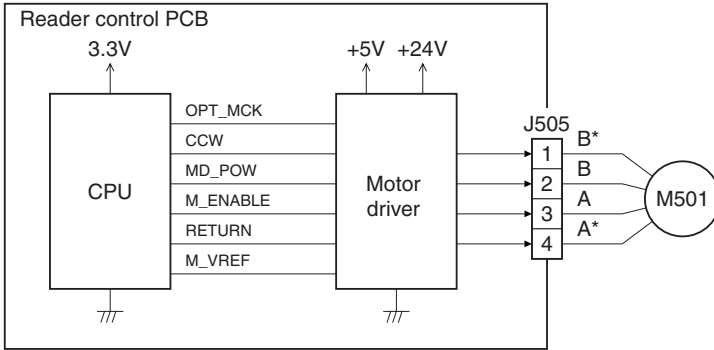 Reader control PCB
3.3V
+5V +24V
OPT_MCK
CCW
MD_POW
M_ENABLE
RETURN
M_VREF
CPU
Motor
driver
J505
1
2
3
4
B*
B
A
A*
M501